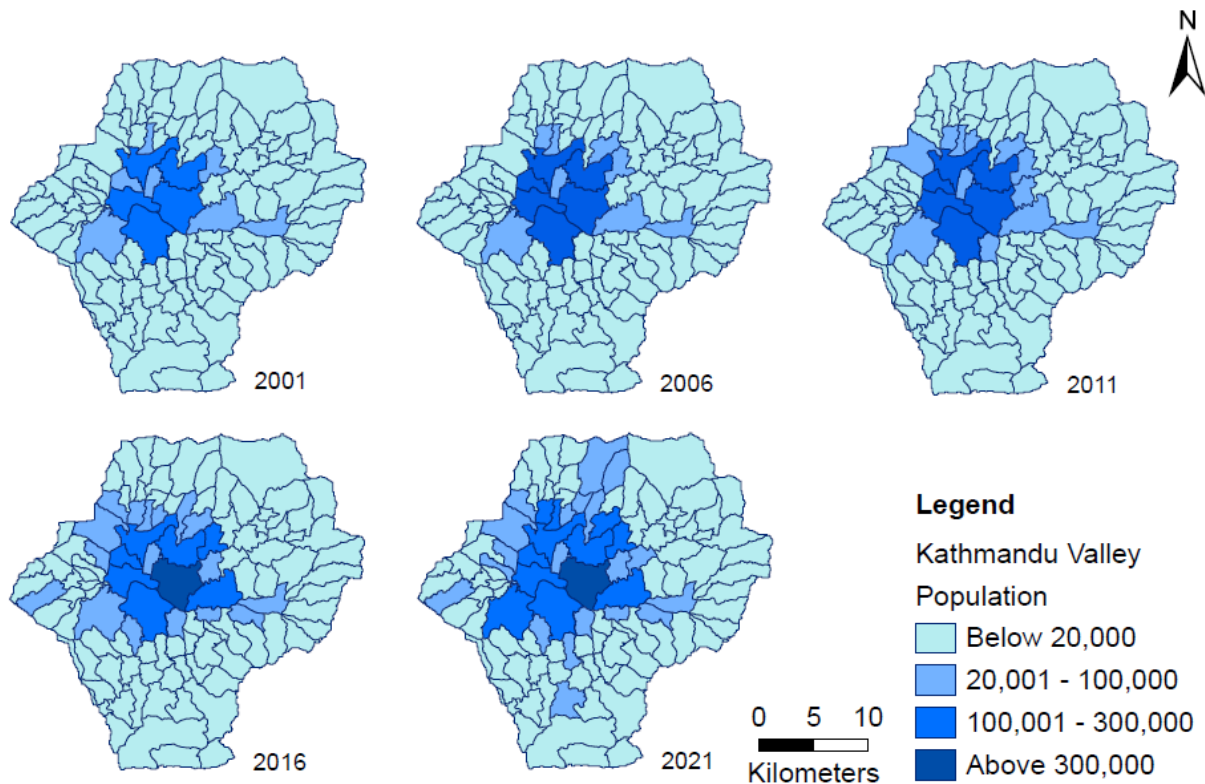 N
2001
2006
2011
2016
2021
Legend
Kathmandu Valley
Population
Below 20,000
20,001 - 100,000
100,001 - 300,000
Above 300,000
0 5 10
Kilometers